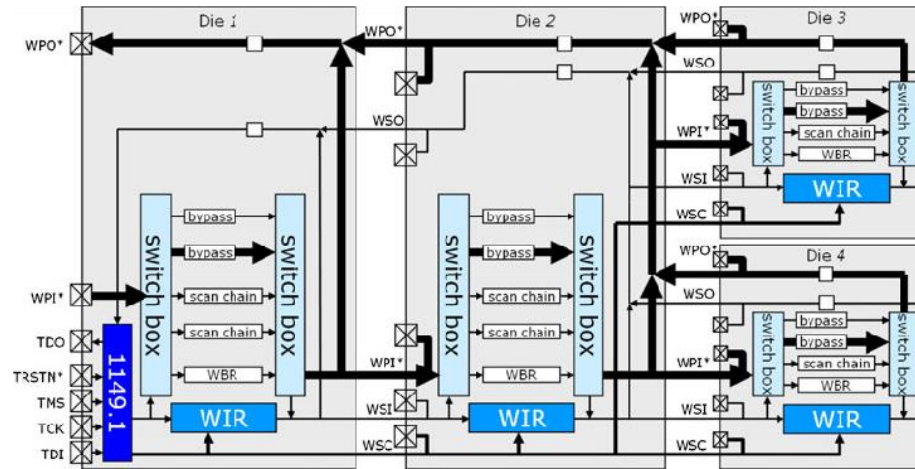 Die 1
Die 2
Die 3
WPO*
WPO*
WPO*
WSO
WSO
WPI*
WSI
WSC
switch box
bypass
bypass
scan chain
WBR
switch box
WIR
switch box
bypass
bypass
scan chain
scan chain
WBR
switch box
WIR
switch box
bypass
bypass
scan chain
scan chain
WBR
switch box
WIR
Die 4
WPO*
WSO
WPI*
WSI
WSC
switch box
bypass
bypass
scan chain
WBR
switch box
WIR
WPI*
TDO
TRSTN*
TMS
TCK
TDI
1149.1
WPI*
WSI
WSC